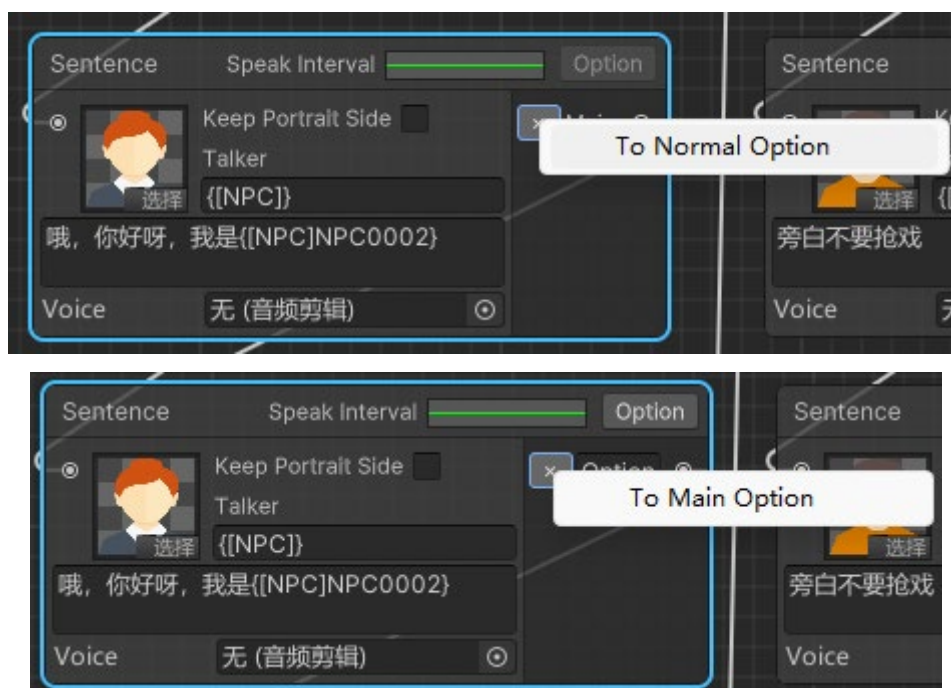 Sentence Speak Interval Option Sentence
Keep Portrait Side
× To Normal Option
Talker
选择 {[NPC]} 选择
哦，你好呀，我是{[NPC]NPC0002} 旁白不要抢戏
Voice 无 (音频剪辑) Voice
Sentence Speak Interval Option Sentence
Keep Portrait Side × Option
Talker To Main Option
选择 {[NPC]} 选择
哦，你好呀，我是{[NPC]NPC0002} 旁白不要抢戏
Voice 无 (音频剪辑) Voice